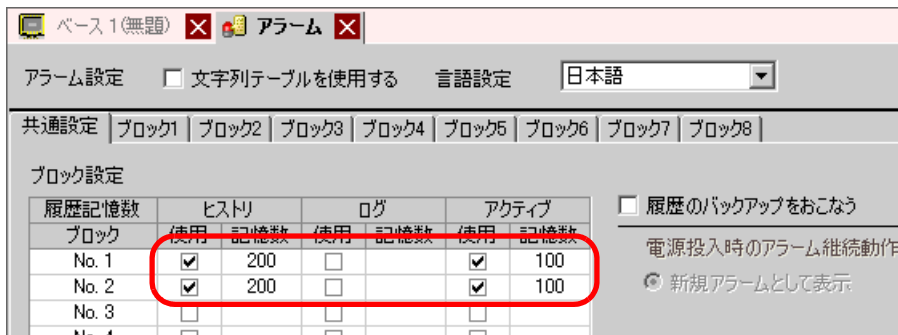 ベース1(無題) アラーム
アラーム設定 文字列テーブルを使用する 言語設定 日本語
共通設定 ブロック1 ブロック2 ブロック3 ブロック4 ブロック5 ブロック6 ブロック7 ブロック8
ブロック設定
履歴記憶数 ヒストリ ログ アクティブ 履歴のバックアップをおこなう
ブロック 使用 記憶数 使用 記憶数 使用 記憶数 電源投入時のアラーム継続動作
No. 1 200 100
No. 2 200 100 新規アラームとして表示
No. 3